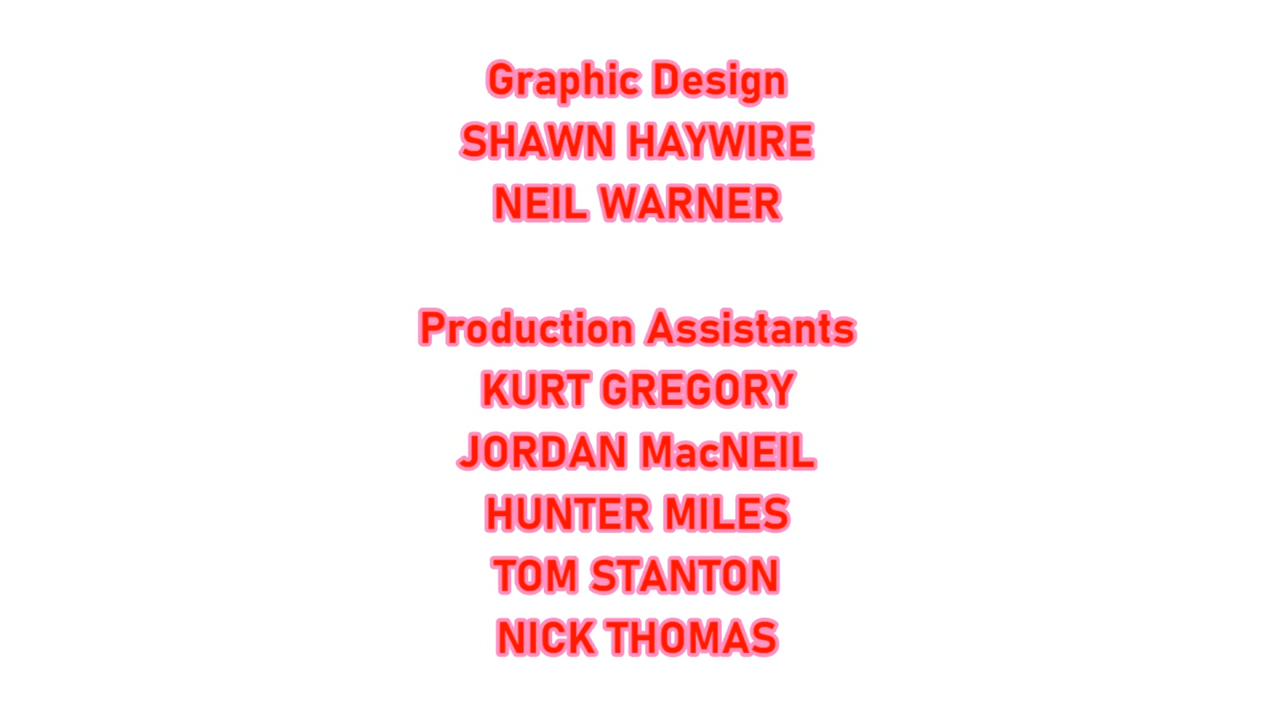 Graphic Design
SHAWN HAYWIRE
NEIL WARNER
Production Assistants
KURT GREGORY
JORDAN MacNEIL
HUNTER MILES
TOM STANTON
NICK THOMAS